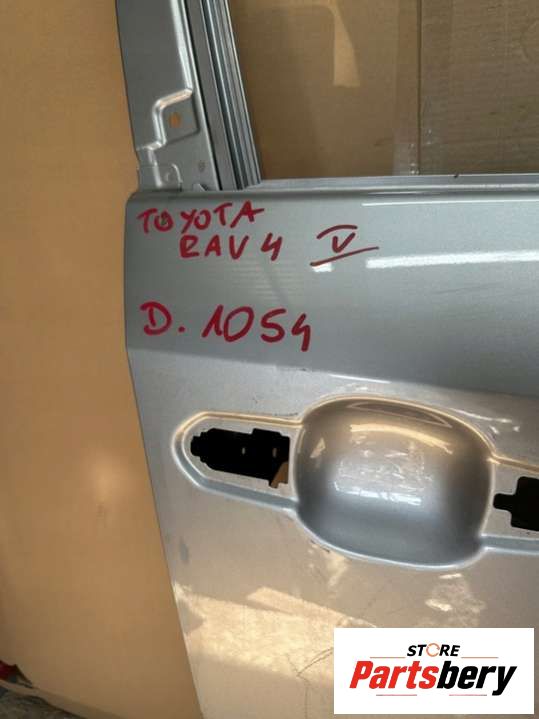 TOYOTA
RAV4 V
D. 1054
STORE
Partsbery